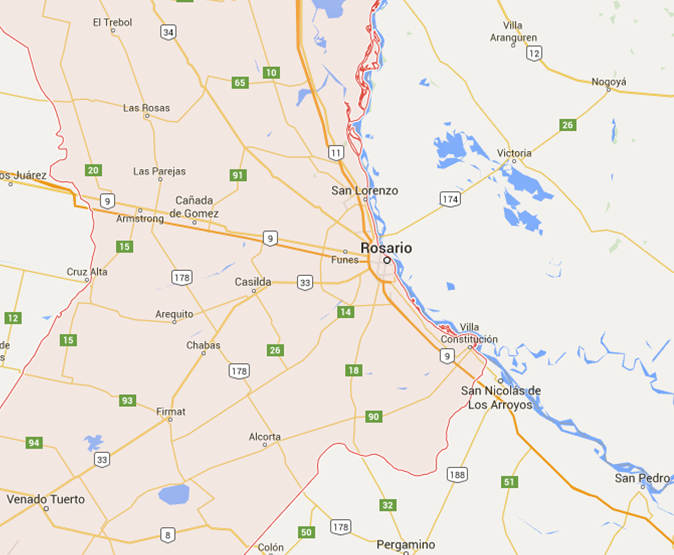 El Trebol
34
Villa
Aranguren
12
10
65
Nogoyá
Las Rosas
82
26
11
Victoria
20
Las Parejas
91
os Juárez
San Lorenzo
9
Cañada
de Gomez
174
Armstrong
9
15
Rosario
Funes
Cruz Alta
178
Casilda
33
12
Arequito
14
Villa
Constitución
15
de
s
Chabas
26
9
178
18
San Nicolás de
Los Arroyos
93
Firmat
90
94
Alcorta
33
188
San Pedro
51
Venado Tuerto
32
178
50
8
Pergamino
Colón